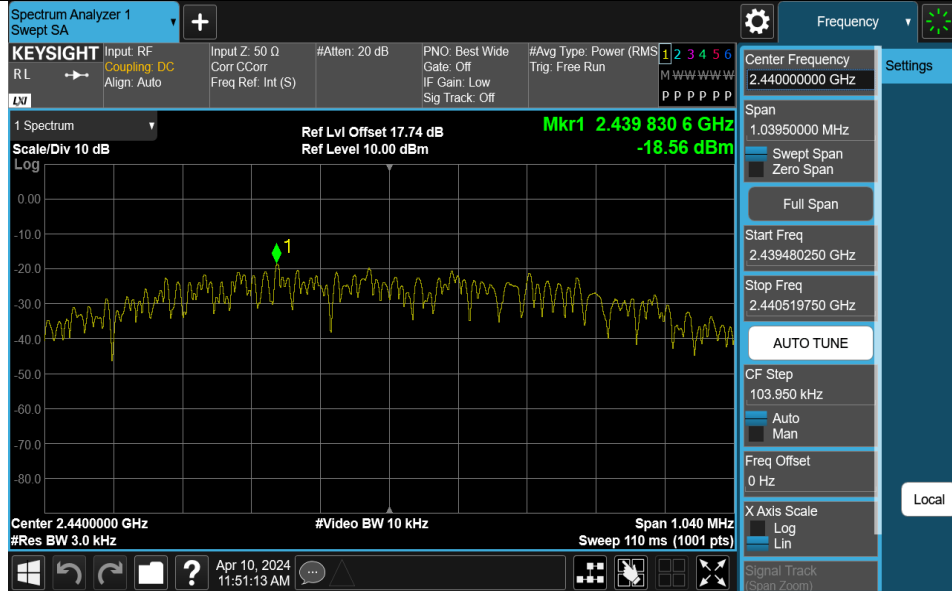 Spectrum Analyzer 1
Swept SA
▼
+
Frequency ▼
KEYSIGHT
RL
LXI
Input: RF
Coupling: DC
Align: Auto
Input Z: 50 Ω
Corr CCorr
Freq Ref: Int (S)
#Atten: 20 dB
PNO: Best Wide
Gate: Off
IF Gain: Low
Sig Track: Off
#Avg Type: Power (RMS
Trig: Free Run
1 2 3 4 5 6
M W W W W W
P P P P P P
1 Spectrum ▼
Scale/Div 10 dB
Log
Ref Lvl Offset 17.74 dB
Ref Level 10.00 dBm
Mkr1 2.439 830 6 GHz
-18.56 dBm
0.00
-10.0
1
-20.0
-30.0
-40.0
-50.0
-60.0
-70.0
-80.0
Center 2.4400000 GHz
#Res BW 3.0 kHz
#Video BW 10 kHz
Span 1.040 MHz
Sweep 110 ms (1001 pts)
?
Apr 10, 2024
11:51:13 AM
Center Frequency
2.440000000 GHz
Span
1.03950000 MHz
Swept Span
Zero Span
Full Span
Start Freq
2.439480250 GHz
Stop Freq
2.440519750 GHz
AUTO TUNE
CF Step
103.950 kHz
Auto
Man
Freq Offset
0 Hz
X Axis Scale
Log
Lin
Signal Track
(Span Zoom)
Settings
Local